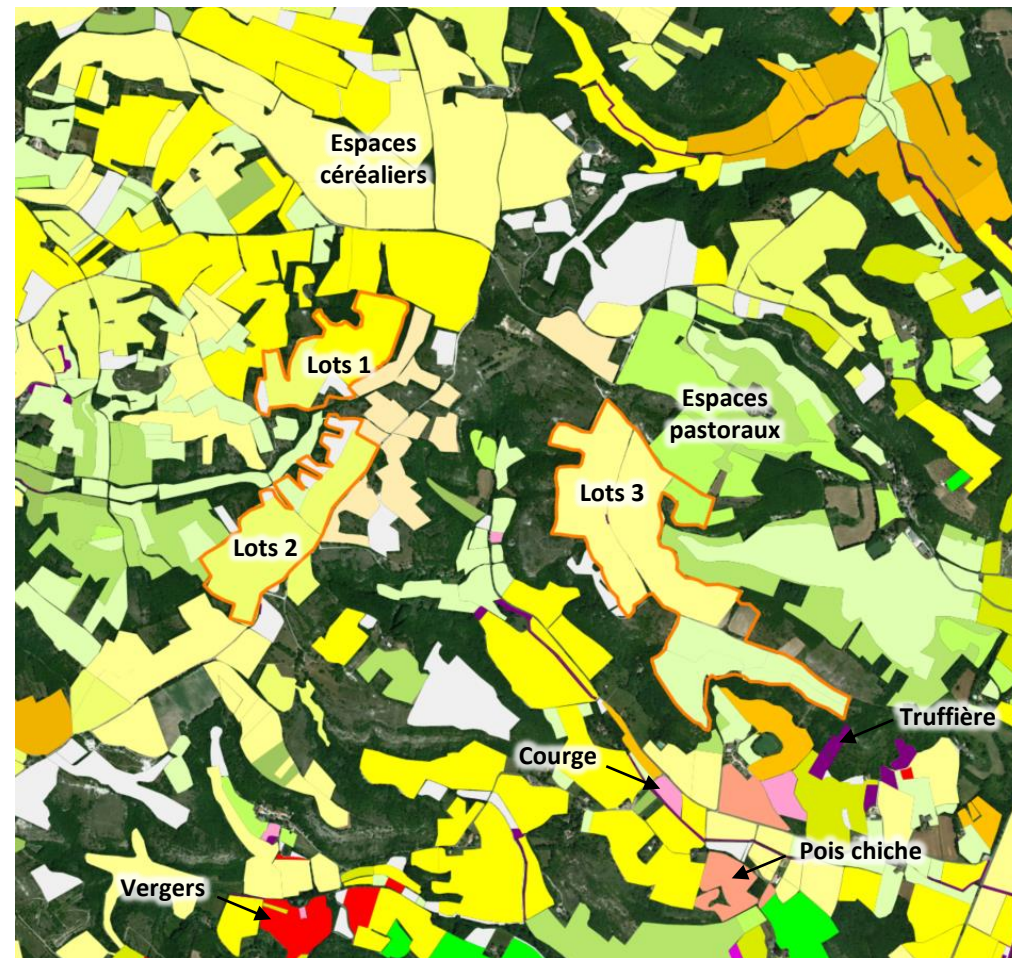 Espaces
céréaliers
Lots 1
Espaces
pastoraux
Lots 3
Lots 2
Truffière
Courge
Pois chiche
Vergers